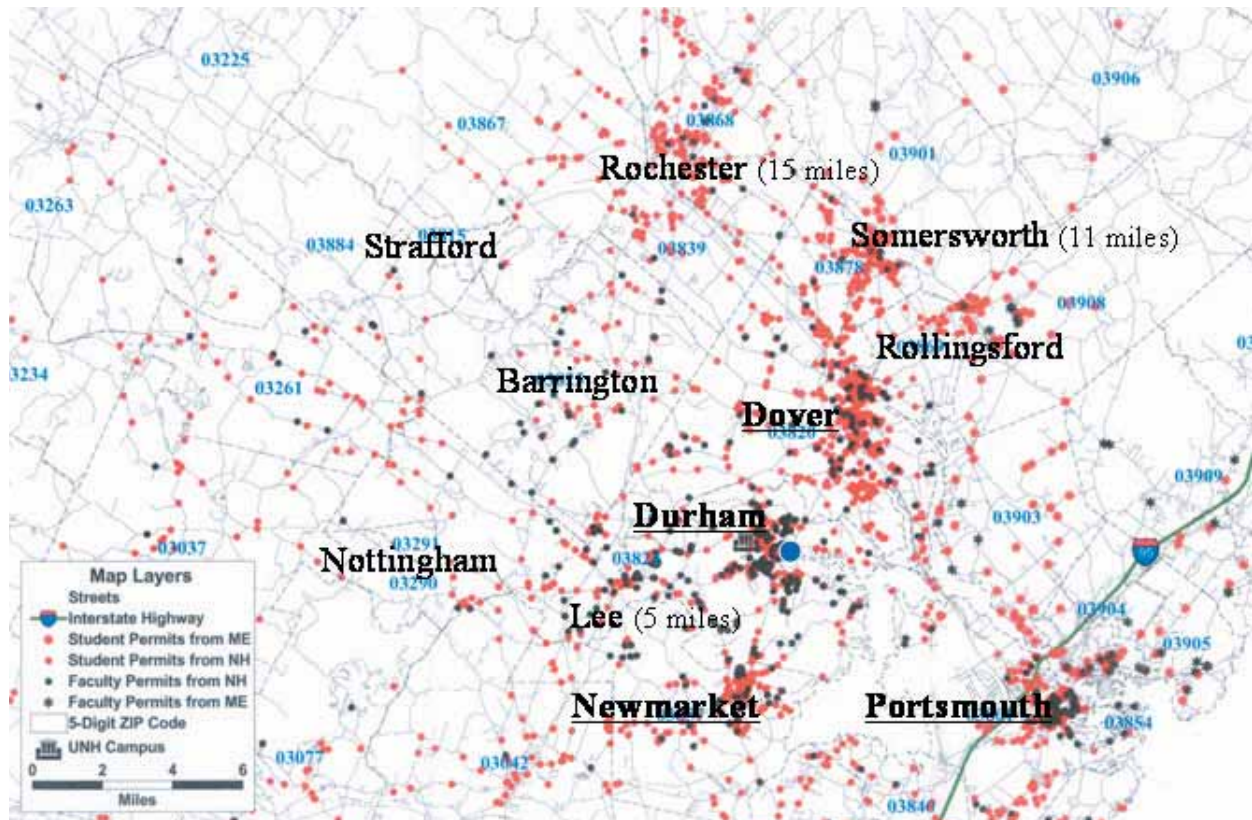 03225
03906
03867
03868
03901
Rochester (15 miles)
03263
03884
Strafford
03839
Somersworth (11 miles)
03878
03908
Rollingsford
03234
03261
Barrington
Dover
03820
03909
Durham
03903
03037
03291
Nottingham
03290
Lee (5 miles)
03904
03905
Newmarket
Portsmouth
03854
03077
03042
Map Layers
Streets
Interstate Highway
Student Permits from ME
Student Permits from NH
Faculty Permits from NH
Faculty Permits from ME
5-Digit ZIP Code
UNH Campus
0 2 4 6
Miles